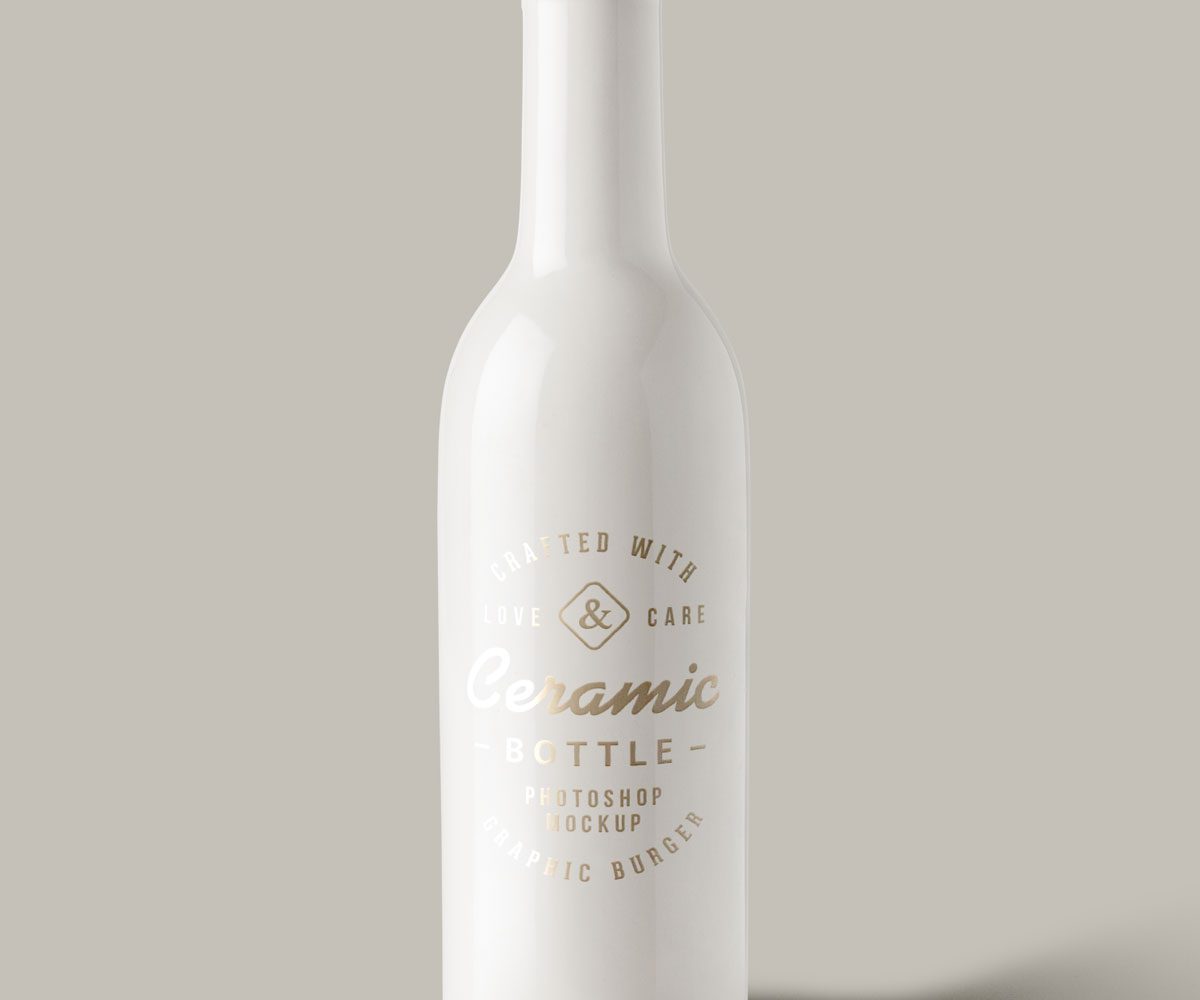 CRAFTED WITH
LOVE & CARE
Ceramic
- BOTTLE -
PHOTOSHOP
MOCKUP
GRAPHIC BURGER